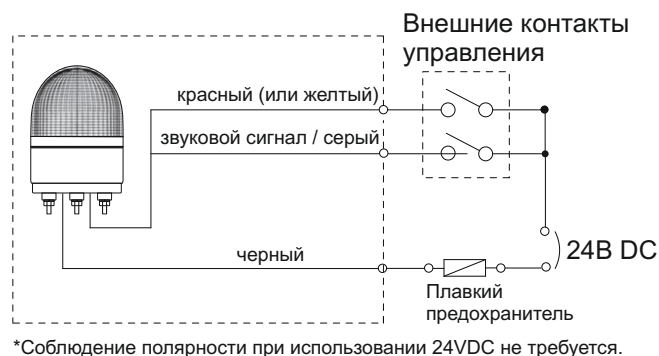 Внешние контакты
управления
красный (или желтый)
звуковой сигнал / серый
черный
24В DC
Плавкий
предохранитель
*Соблюдение полярности при использовании 24VDC не требуется.